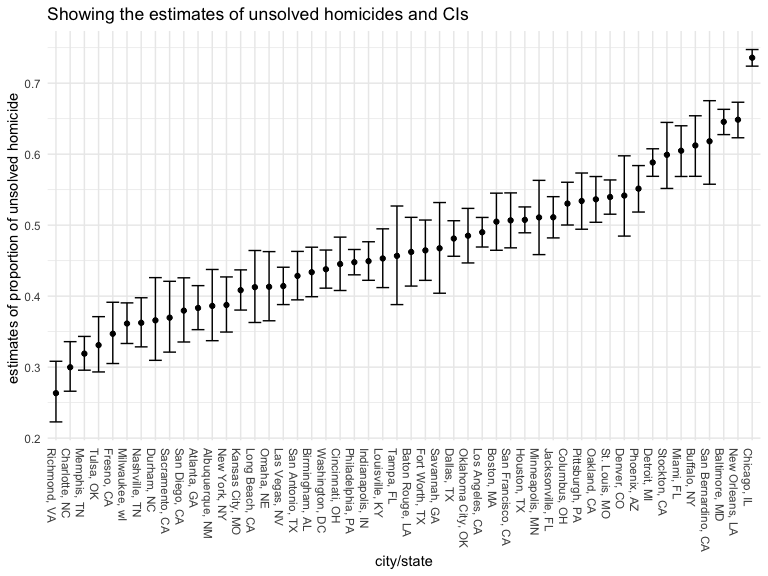 Showing the estimates of unsolved homicides and CIs
estimates of proportion of unsolved homicide
0.7
0.6
0.5
0.4
0.3
0.2
Richmond, VA
Charlotte, NC
Memphis, TN
Tulsa, OK
Fresno, CA
Milwaukee, wI
Nashville, TN
Durham, NC
Sacramento, CA
San Diego, CA
Atlanta, GA
Albuquerque, NM
New York, NY
Kansas City, MO
Long Beach, CA
Omaha, NE
Las Vegas, NV
San Antonio, TX
Birmingham, AL
Washington, DC
Cincinnati, OH
Philadelphia, PA
Indianapolis, IN
Louisville, KY
Tampa, FL
Baton Rouge, LA
Fort Worth, TX
Savannah, GA
Dallas, TX
Oklahoma City, OK
Los Angeles, CA
Boston, MA
San Francisco, CA
Houston, TX
Minneapolis, MN
Jacksonville, FL
Columbus, OH
Pittsburgh, PA
Oakland, CA
St. Louis, MO
Denver, CO
Phoenix, AZ
Detroit, MI
Stockton, CA
Miami, FL
Buffalo, NY
San Bernardino, CA
Baltimore, MD
New Orleans, LA
Chicago, IL
city/state